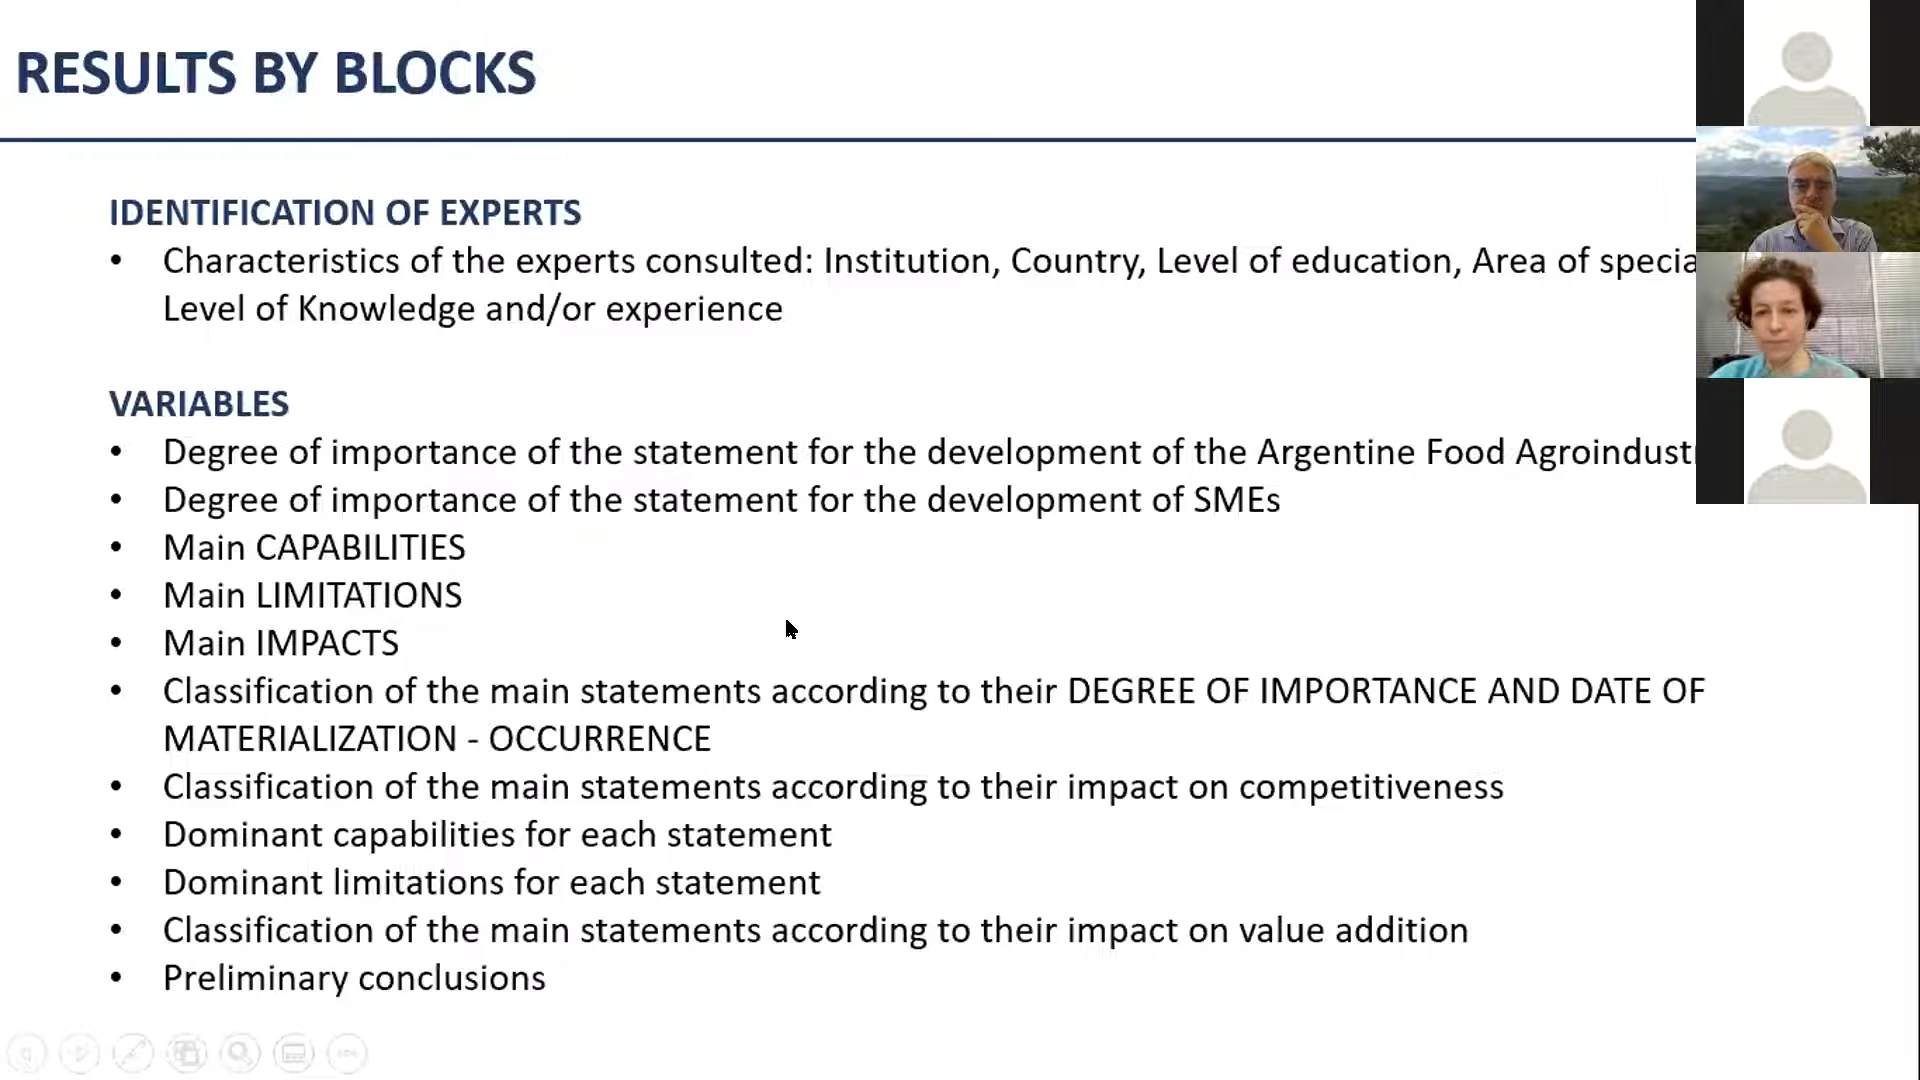 RESULTS BY BLOCKS
IDENTIFICATION OF EXPERTS
• Characteristics of the experts consulted: Institution, Country, Level of education, Area of
Level of Knowledge and/or experience
VARIABLES
• Degree of importance of the statement for the development of the Argentine Food
• Degree of importance of the statement for the development of SMEs
• Main CAPABILITIES
• Main LIMITATIONS
• Main IMPACTS
• Classification of the main statements according to their DEGREE OF IMPORTANCE AND DATE OF
MATERIALIZATION - OCCURRENCE
• Classification of the main statements according to their impact on competitiveness
• Dominant capabilities for each statement
• Dominant limitations for each statement
• Classification of the main statements according to their impact on value addition
• Preliminary conclusions